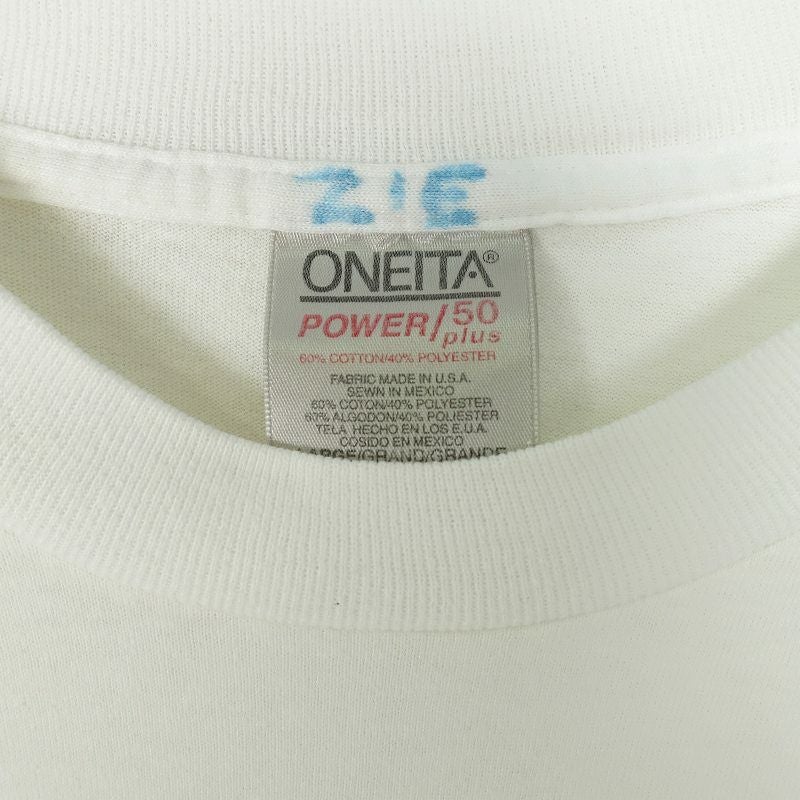 Z'E
ONEITA®
POWER/50 plus
60% COTTON/40% POLYESTER
FABRIC MADE IN U.S.A.
SEWN IN MEXICO
60% COTON/40% POLYESTER
60% ALGODON/40% POLIESTER
TELA HECHO EN LOS E.U.A.
COSIDO EN MEXICO
LARGE/GRAND/GRANDE